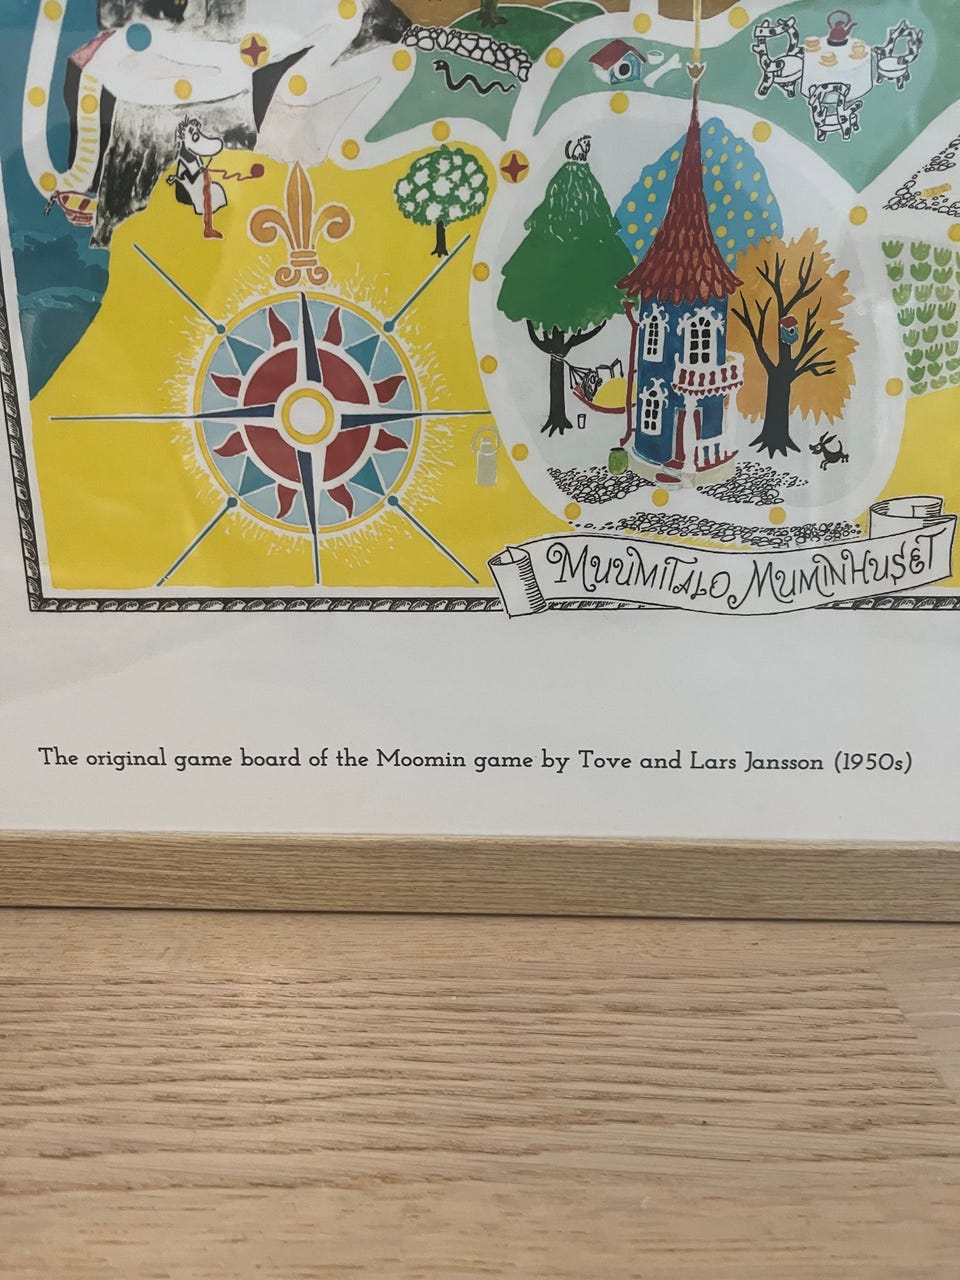 MUUMITALO MUMINHUSET
The original game board of the Moomin game by Tove and Lars Jansson (1950s)